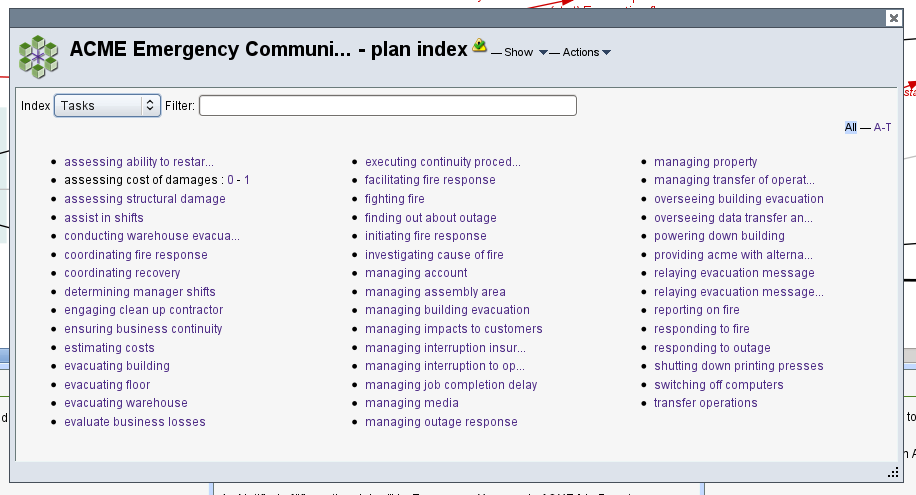 ACME Emergency Communi... - plan index — Show — Actions
Index Tasks Filter:
All — A-T
assessing ability to restar...
assessing cost of damages : 0 - 1
assessing structural damage
assist in shifts
conducting warehouse evacua...
coordinating fire response
coordinating recovery
determining manager shifts
engaging clean up contractor
ensuring business continuity
estimating costs
evacuating building
evacuating floor
evacuating warehouse
evaluate business losses
executing continuity proced...
facilitating fire response
fighting fire
finding out about outage
initiating fire response
investigating cause of fire
managing account
managing assembly area
managing building evacuation
managing impacts to customers
managing interruption insur...
managing interruption to op...
managing job completion delay
managing media
managing outage response
managing property
managing transfer of operat...
overseeing building evacuation
overseeing data transfer an...
powering down building
providing acme with alterna...
relaying evacuation message
relaying evacuation message...
reporting on fire
responding to fire
responding to outage
shutting down printing presses
switching off computers
transfer operations
to